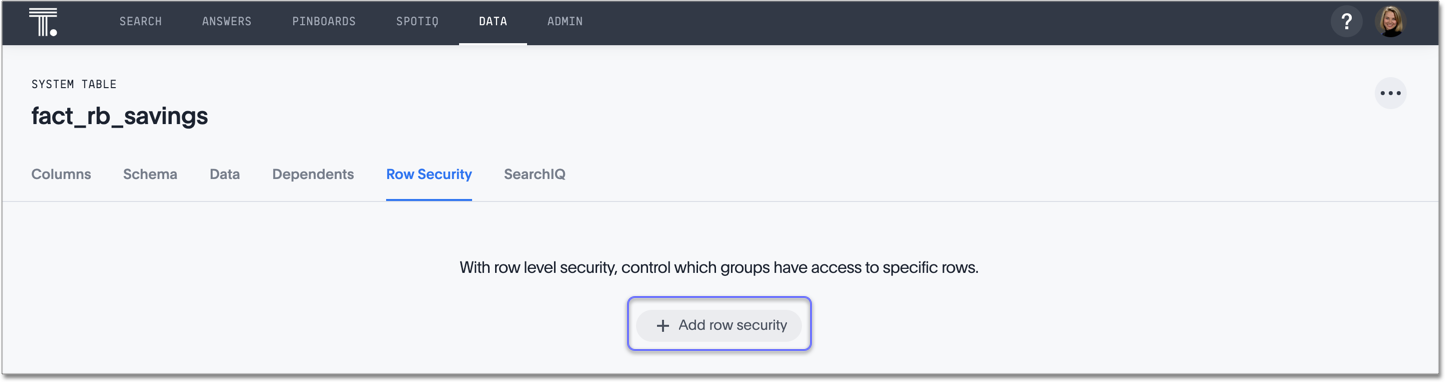 SEARCH ANSWERS PINBOARDS SPOTIQ DATA ADMIN ?
SYSTEM TABLE
fact_rb_savings
Columns Schema Data Dependents Row Security SearchIQ
With row level security, control which groups have access to specific rows.
+ Add row security